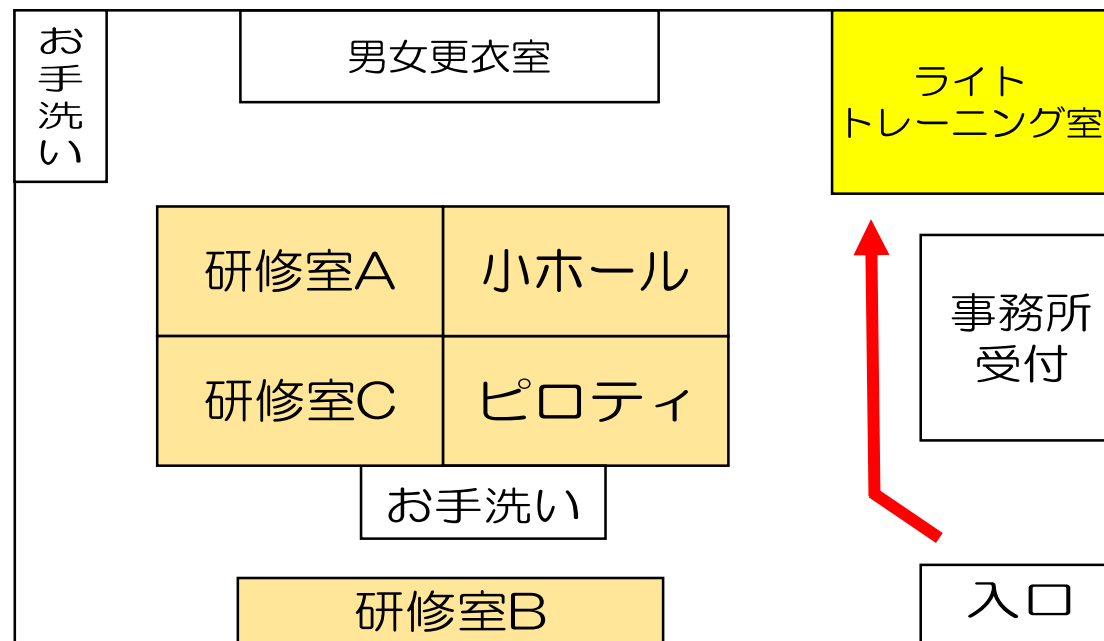 お手洗い
男女更衣室
ライト
トレーニング室
研修室A
小ホール
事務所
受付
研修室C
ピロティ
お手洗い
入口
研修室B